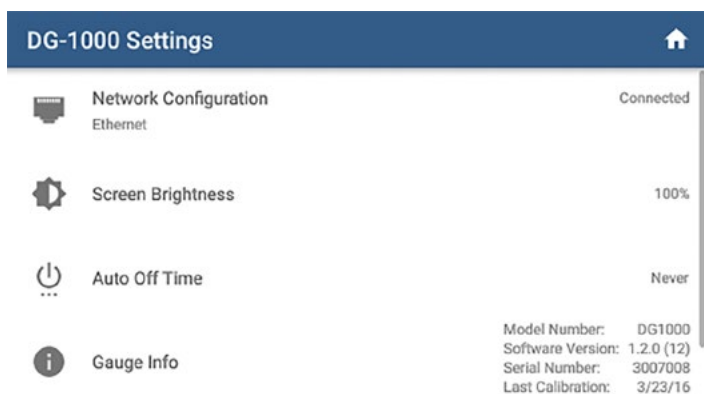 DG-1000 Settings
Network Configuration
Connected
Ethernet
Screen Brightness
100%
Auto Off Time
Never
Gauge Info
Model Number: DG1000
Software Version: 1.2.0 (12)
Serial Number: 3007008
Last Calibration: 3/23/16